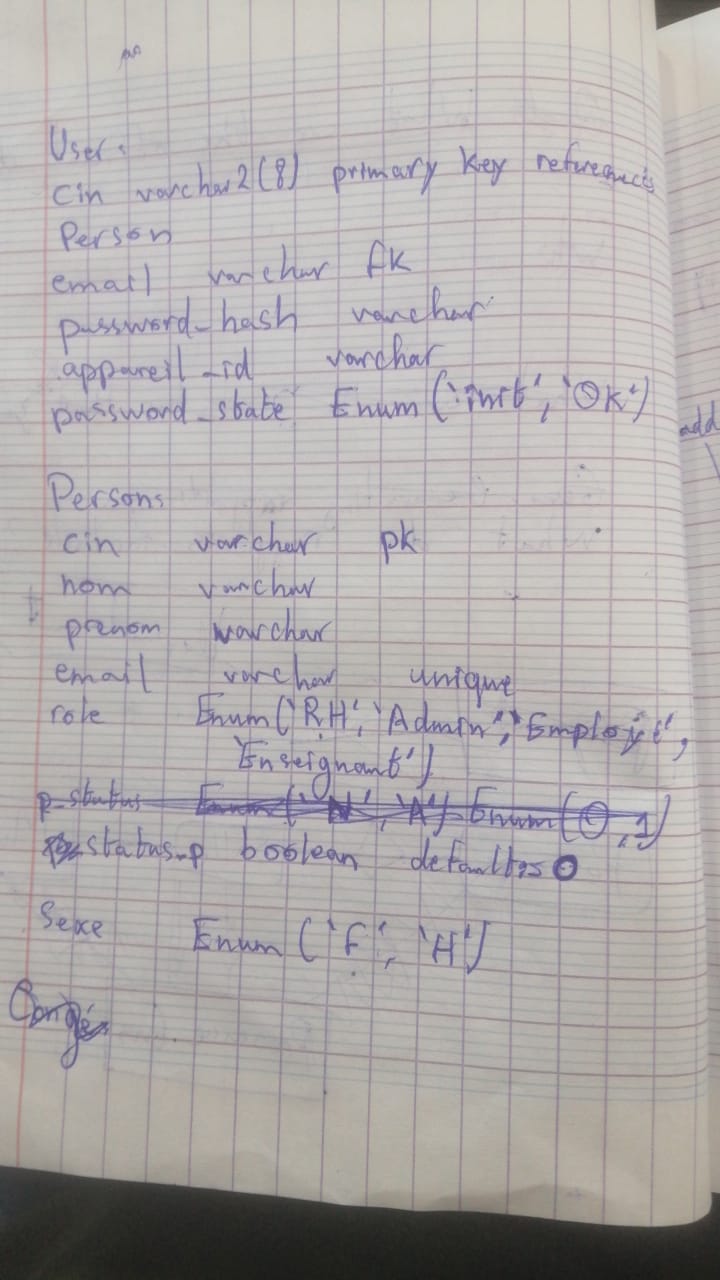 User:
Cin varchar2(8) primary key references
Person
email varchar fk
password_hash varchar
appareil_id varchar
password_state Enum('init', 'Ok')
Persons
cin varchar pk
nom varchar
prenom varchar
email varchar unique
role Enum('RH', 'Admin', 'Employé',
'Enseignant')
p_status Enum('N', 'A') Enum(0,1)
status_p boolean default 0
Sexe Enum('F', 'H')
Congé
add